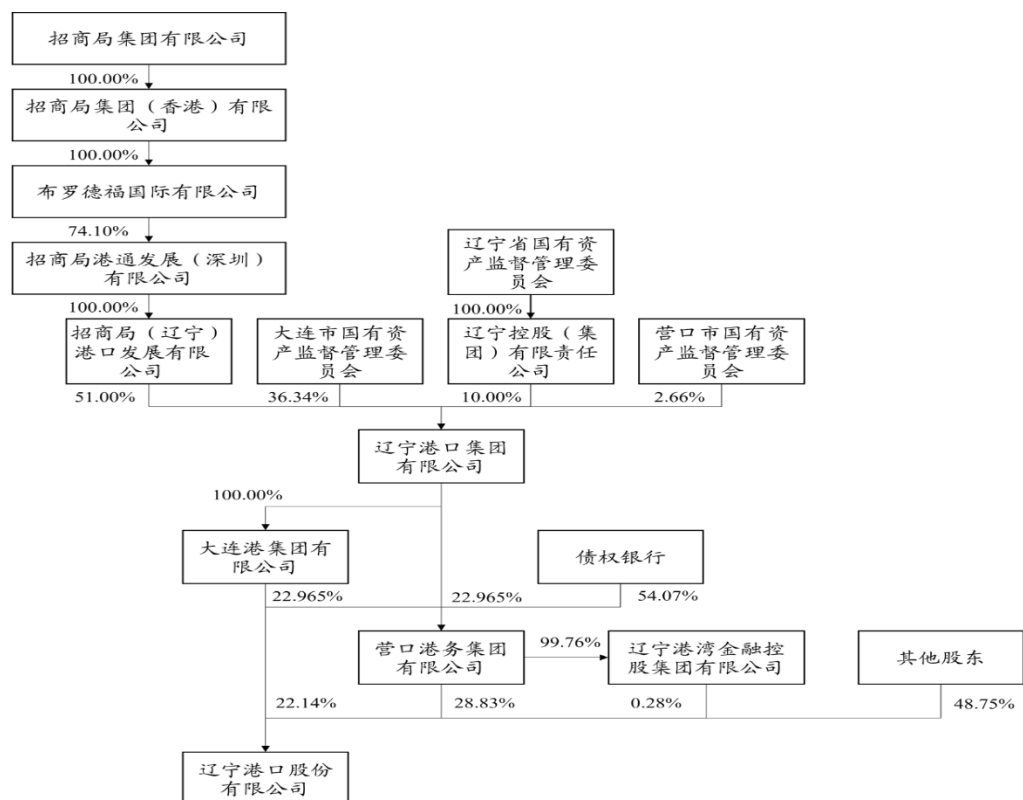 招商局集团有限公司
100.00%
招商局集团（香港）有限
公司
100.00%
布罗德福国际有限公司
74.10%
招商局港通发展（深圳）
有限公司
辽宁省国有资
产监督管理委
员会
100.00%
100.00%
招商局（辽宁）
港口发展有限
公司
大连市国有资
产监督管理委
员会
辽宁控股（集
团）有限责任
公司
营口市国有资
产监督管理委
员会
51.00%
36.34%
10.00%
2.66%
辽宁港口集团
有限公司
100.00%
大连港集团有
限公司
债权银行
22.965%
22.965%
54.07%
营口港务集团
有限公司
99.76%
辽宁港湾金融控
股集团有限公司
其他股东
22.14%
28.83%
0.28%
48.75%
辽宁港口股份
有限公司